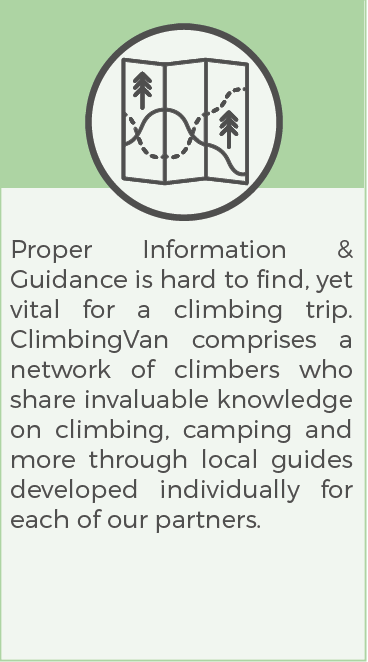 Proper Information &
Guidance is hard to find, yet
vital for a climbing trip.
ClimbingVan comprises a
network of climbers who
share invaluable knowledge
on climbing, camping and
more through local guides
developed individually for
each of our partners.